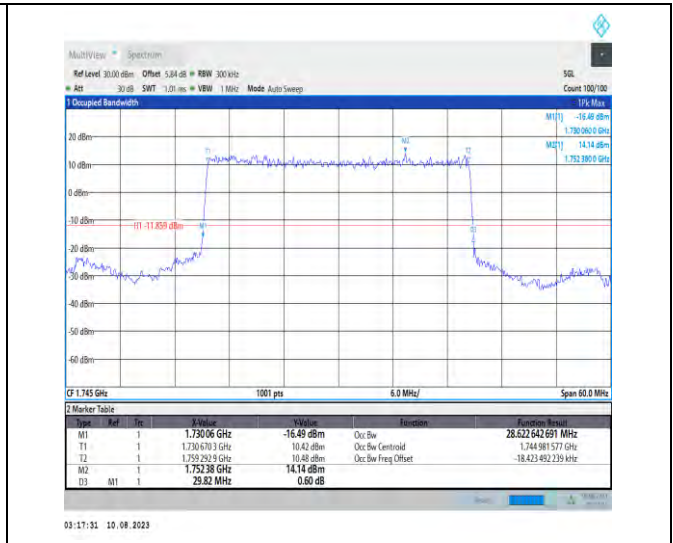 MultiView Spectrum
Ref Level 30.00 dBm Offset 5.84 dB RBW 300 kHz SGL
Att 30 dB SWT 1.01 ms VBW 1 MHz Mode Auto Sweep Count 100/100
1 Occupied Bandwidth 1Pk Max
M1[1] -16.49 dBm
1.730 060 0 GHz
M2[1] 14.14 dBm
1.752 380 0 GHz
20 dBm
10 dBm
0 dBm
-10 dBm
H1 -11.859 dBm
M1
M2
T1
T2
D3
-20 dBm
-30 dBm
-40 dBm
-50 dBm
-60 dBm
CF 1.745 GHz 1001 pts 6.0 MHz/ Span 60.0 MHz
2 Marker Table
Type Ref Trc X-Value Y-Value Function Function Result
M1 1 1.73006 GHz -16.49 dBm Occ Bw 28.622 642 691 MHz
T1 1 1.730 670 3 GHz 10.42 dBm Occ Bw Centroid 1.744 981 577 GHz
T2 1 1.759 292 9 GHz 10.48 dBm Occ Bw Freq Offset -18.423 492 239 kHz
M2 1 1.752 38 GHz 14.14 dBm
D3 M1 1 29.82 MHz 0.60 dB
03:17:31 10.08.2023